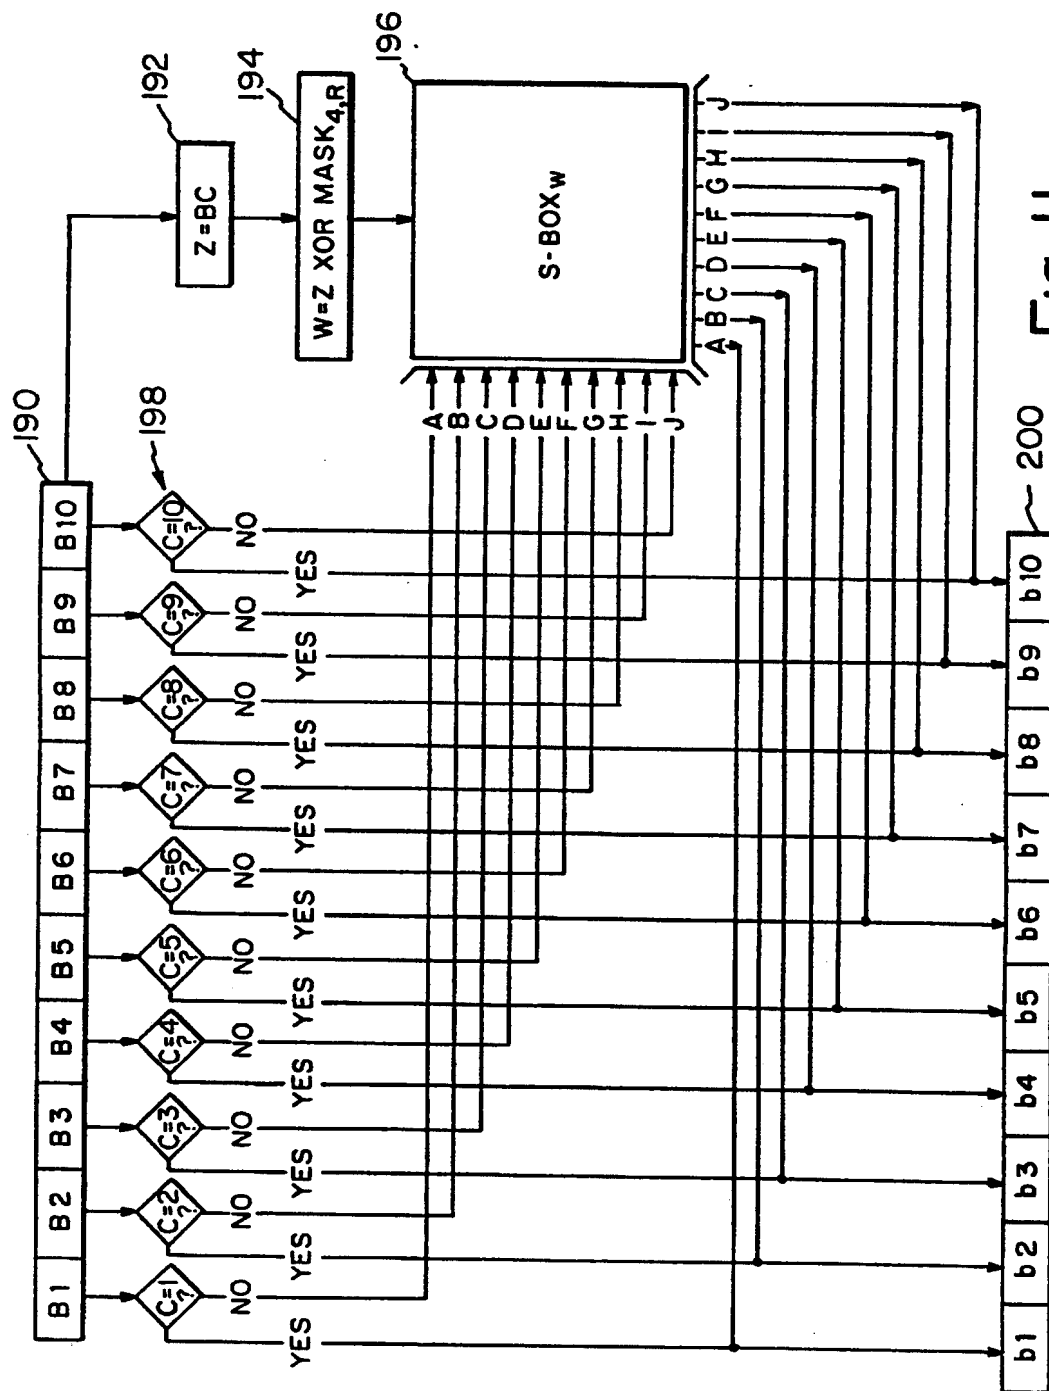 190
B1 B2 B3 B4 B5 B6 B7 B8 B9 B10
192
Z=BC
C=1 ? C=2 ? C=3 ? C=4 ? C=5 ? C=6 ? C=7 ? C=8 ? C=9 ? C=10 ?
198
194
W=Z XOR MASK4,R
NO NO NO NO NO NO NO NO NO NO
YES YES YES YES YES YES YES YES YES YES
196
S-BOXW
A
B
C
D
E
F
G
H
I
J
A B C D E F G H I J
b1 b2 b3 b4 b5 b6 b7 b8 b9 b10
200